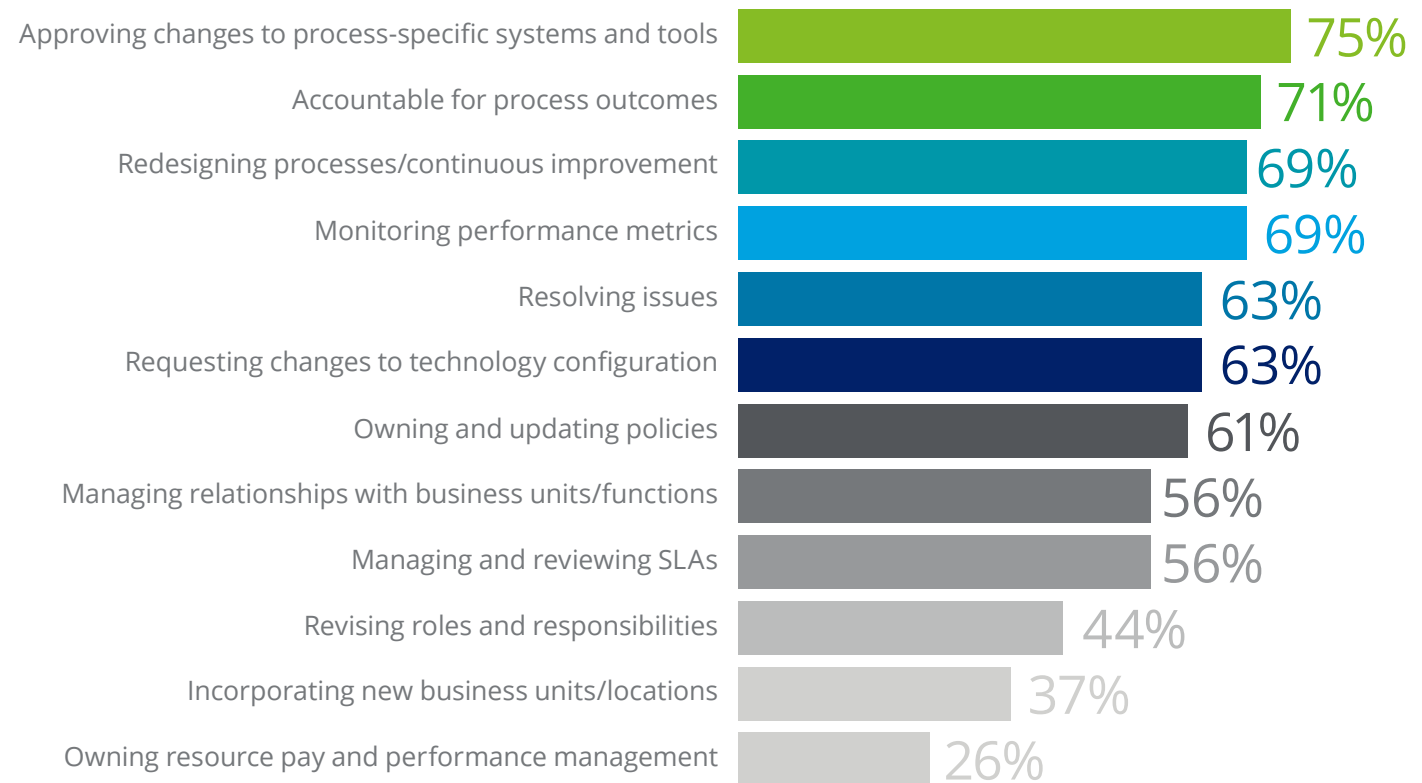 Approving changes to process-specific systems and tools 75%
Accountable for process outcomes 71%
Redesigning processes/continuous improvement 69%
Monitoring performance metrics 69%
Resolving issues 63%
Requesting changes to technology configuration 63%
Owning and updating policies 61%
Managing relationships with business units/functions 56%
Managing and reviewing SLAs 56%
Revising roles and responsibilities 44%
Incorporating new business units/locations 37%
Owning resource pay and performance management 26%